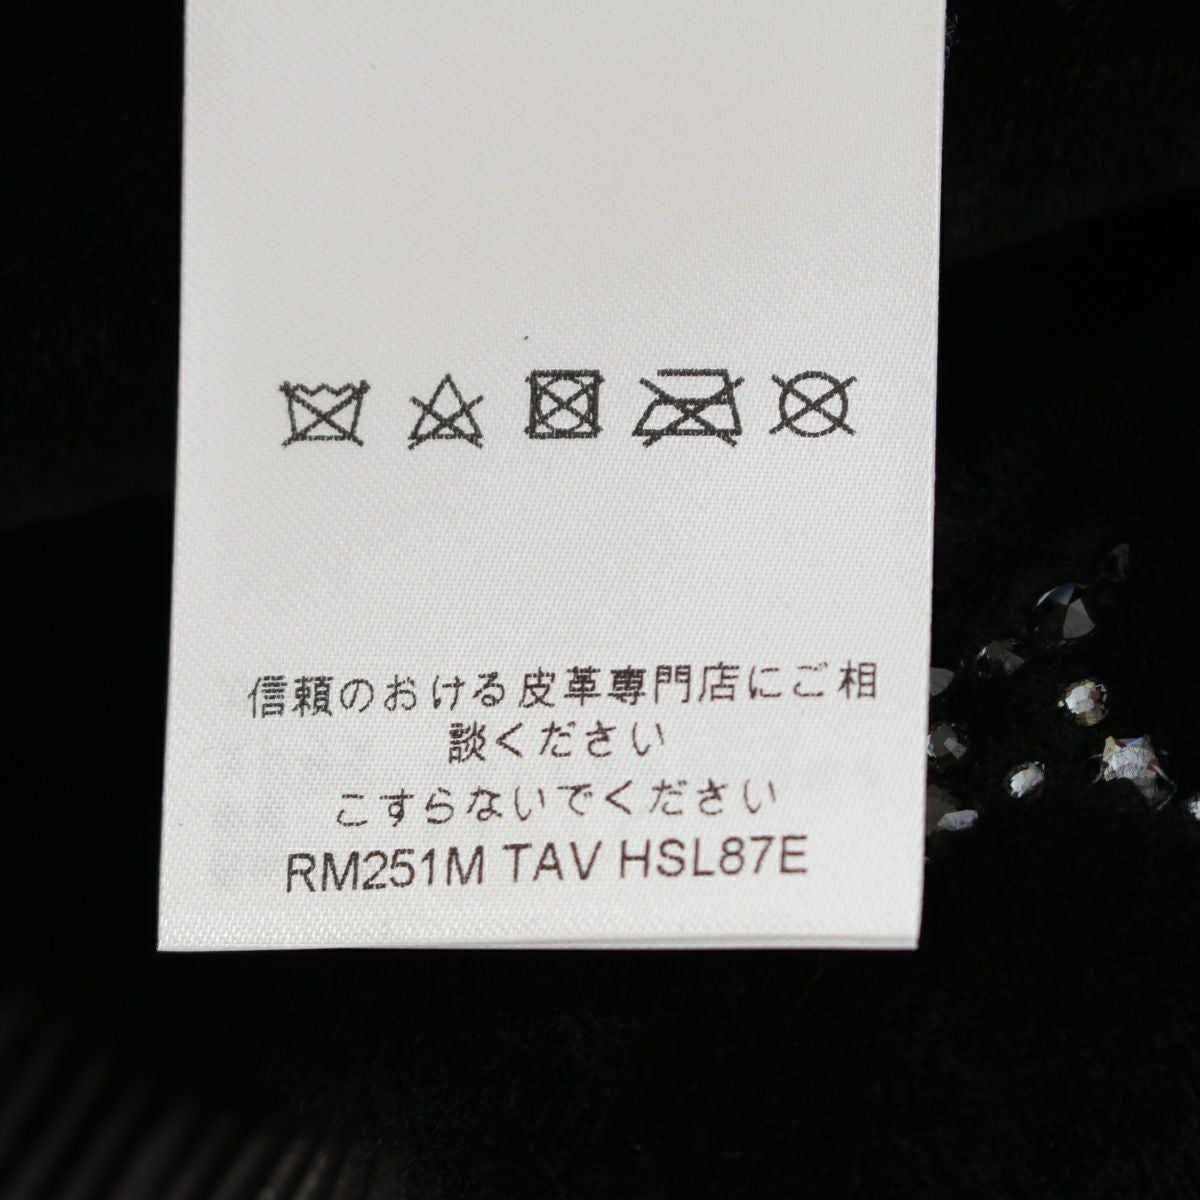 信頼のおける皮革専門店にご相
談ください
こすらないでください
RM251M TAV HSL87E